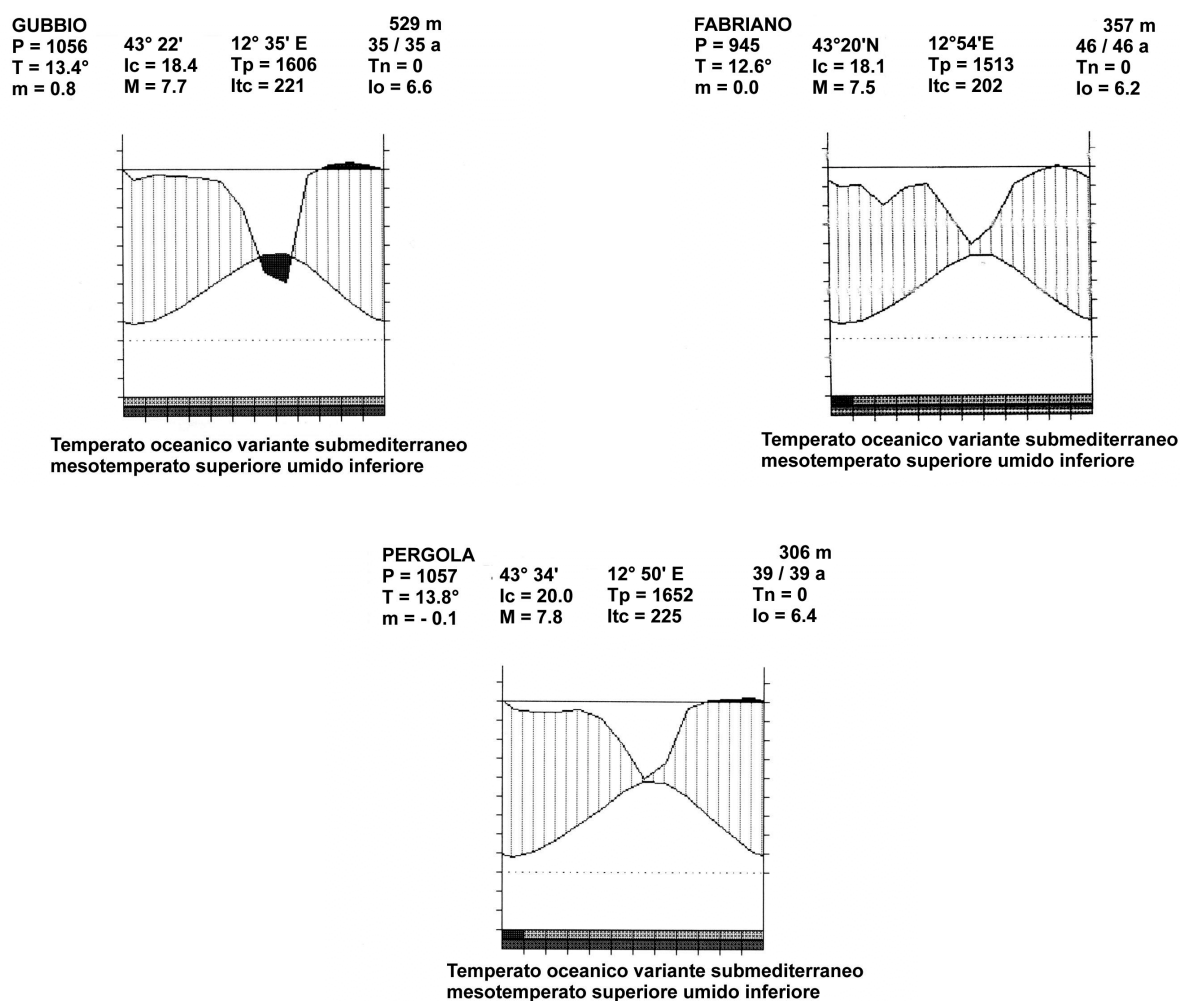 GUBBIO 529 m
P = 1056 43° 22' 12° 35' E 35 / 35 a
T = 13.4° Ic = 18.4 Tp = 1606 Tn = 0
m = 0.8 M = 7.7 Itc = 221 Io = 6.6
Temperato oceanico variante submediterraneo
mesotemperato superiore umido inferiore
FABRIANO 357 m
P = 945 43°20'N 12°54'E 46 / 46 a
T = 12.6° Ic = 18.1 Tp = 1513 Tn = 0
m = 0.0 M = 7.5 Itc = 202 Io = 6.2
Temperato oceanico variante submediterraneo
mesotemperato superiore umido inferiore
PERGOLA 306 m
P = 1057 43° 34' 12° 50' E 39 / 39 a
T = 13.8° Ic = 20.0 Tp = 1652 Tn = 0
m = - 0.1 M = 7.8 Itc = 225 Io = 6.4
Temperato oceanico variante submediterraneo
mesotemperato superiore umido inferiore